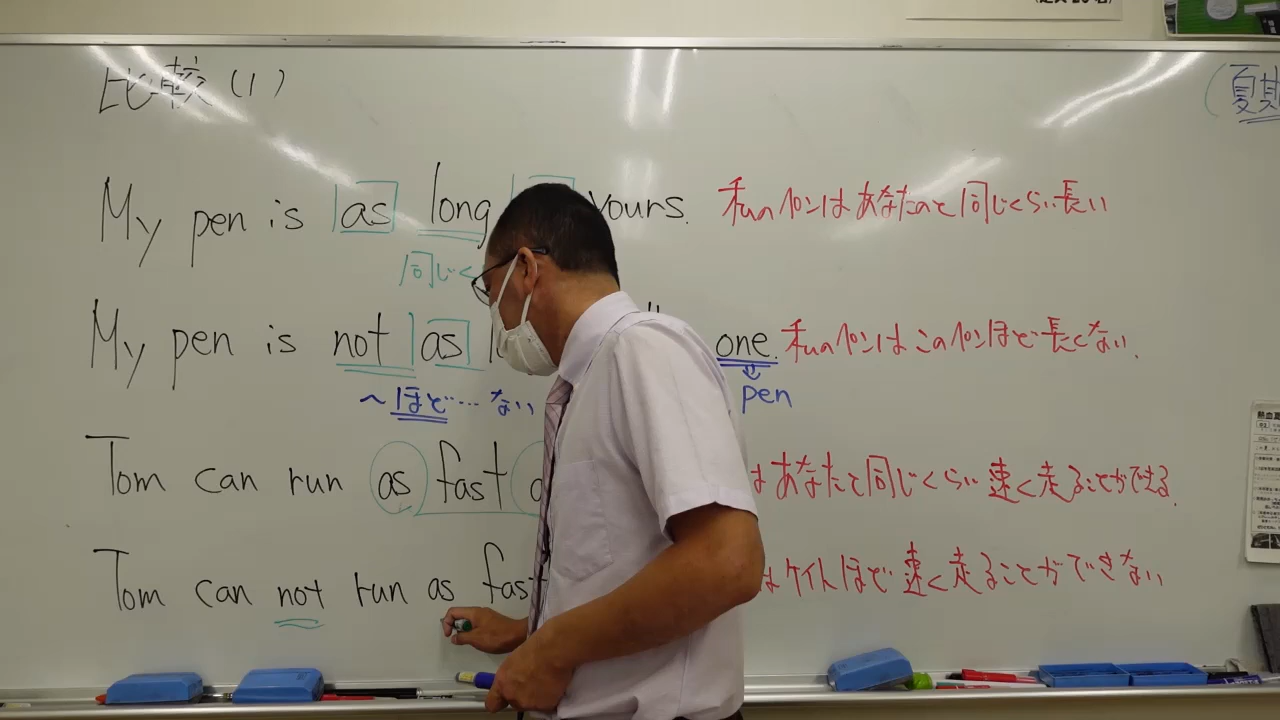 比較(1)
(夏期
My pen is as long yours. 私のペンはあなたのと同じくらい長い
同じく
My pen is not as one. 私のペンはこのペンほど長くない.
～ほど…ない
pen
Tom can run as fast はあなたと同じくらい速く走ることができる.
Tom can not run as fast はケイトほど速く走ることができない